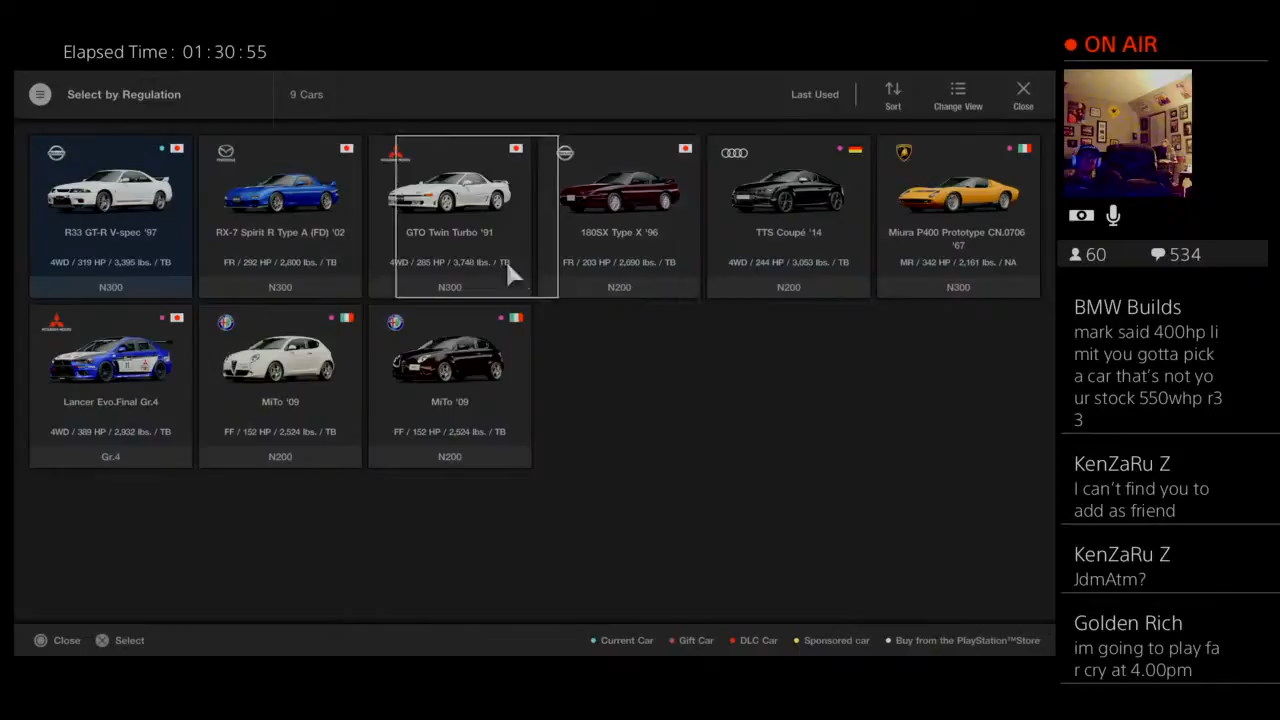 Elapsed Time: 01:30:55
ON AIR
Select by Regulation
9 Cars
Last Used
Sort
Change View
Close
R33 GT-R V-spec '97
4WD / 319 HP / 3,395 lbs. / TB
N300
RX-7 Spirit R Type A (FD) '02
FR / 292 HP / 2,800 lbs. / TB
N300
GTO Twin Turbo '91
4WD / 285 HP / 3,748 lbs. / TB
N300
180SX Type X '96
FR / 203 HP / 2,690 lbs. / TB
N200
TTS Coupé '14
4WD / 244 HP / 3,053 lbs. / TB
N200
Miura P400 Prototype CN.0706
'67
MR / 342 HP / 2,161 lbs. / NA
N300
Lancer Evo.Final Gr.4
4WD / 389 HP / 2,932 lbs. / TB
Gr.4
MiTo '09
FF / 152 HP / 2,524 lbs. / TB
N200
MiTo '09
FF / 152 HP / 2,524 lbs. / TB
N200
Close
Select
Current Car
Gift Car
DLC Car
Sponsored car
Buy from the PlayStation™Store
60
534
BMW Builds
mark said 400hp li
mit you gotta pick
a car that's not yo
ur stock 550whp r3
3
KenZaRu Z
I can't find you to
add as friend
KenZaRu Z
JdmAtm?
Golden Rich
im going to play fa
r cry at 4.00pm